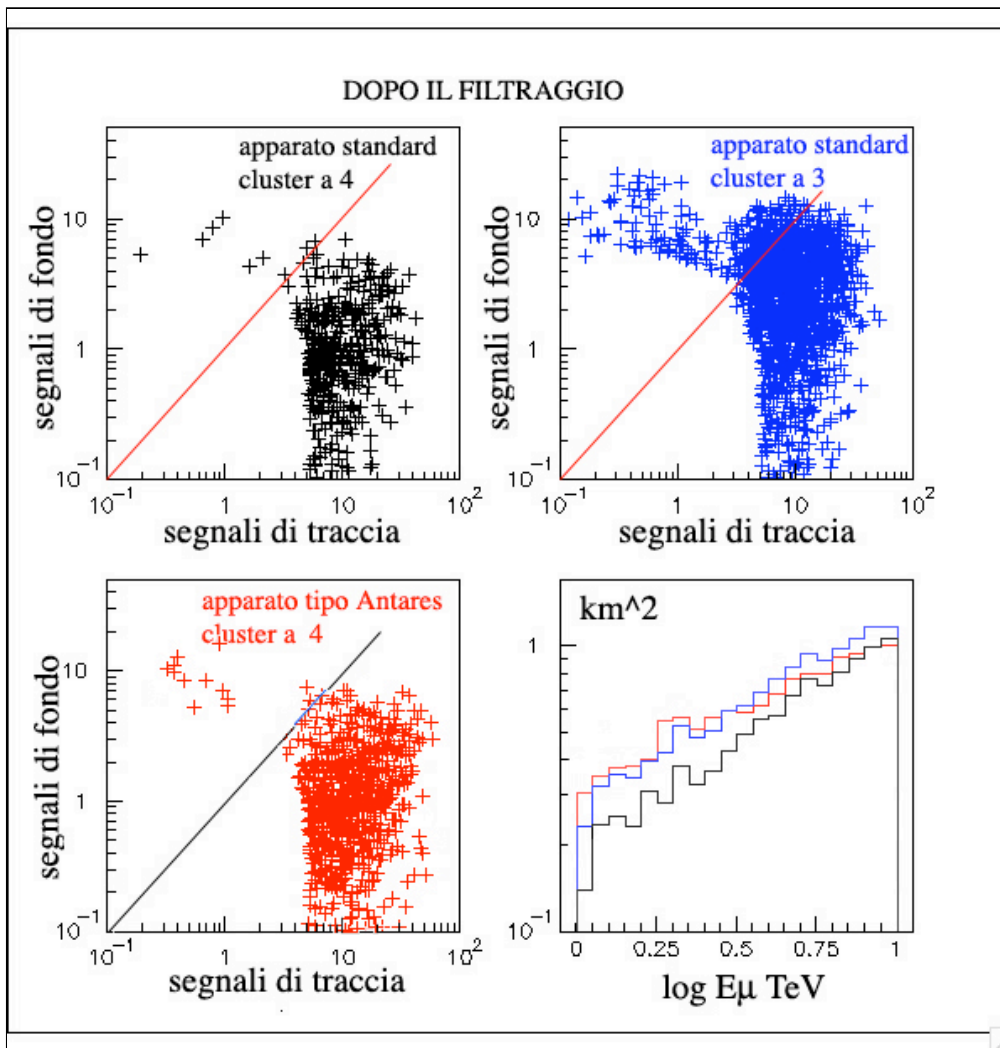 DOPO IL FILTRAGGIO
apparato standard
cluster a 4
segnali di fondo
10
1
10^-1
10^-1
1
10
10^2
segnali di traccia
apparato standard
cluster a 3
segnali di fondo
10
1
10^-1
10^-1
1
10
10^2
segnali di traccia
apparato tipo Antares
cluster a 4
segnali di fondo
10
1
10^-1
10^-1
1
10
10^2
segnali di traccia
km^2
1
10^-1
0
0.25
0.5
0.75
1
log Eμ TeV